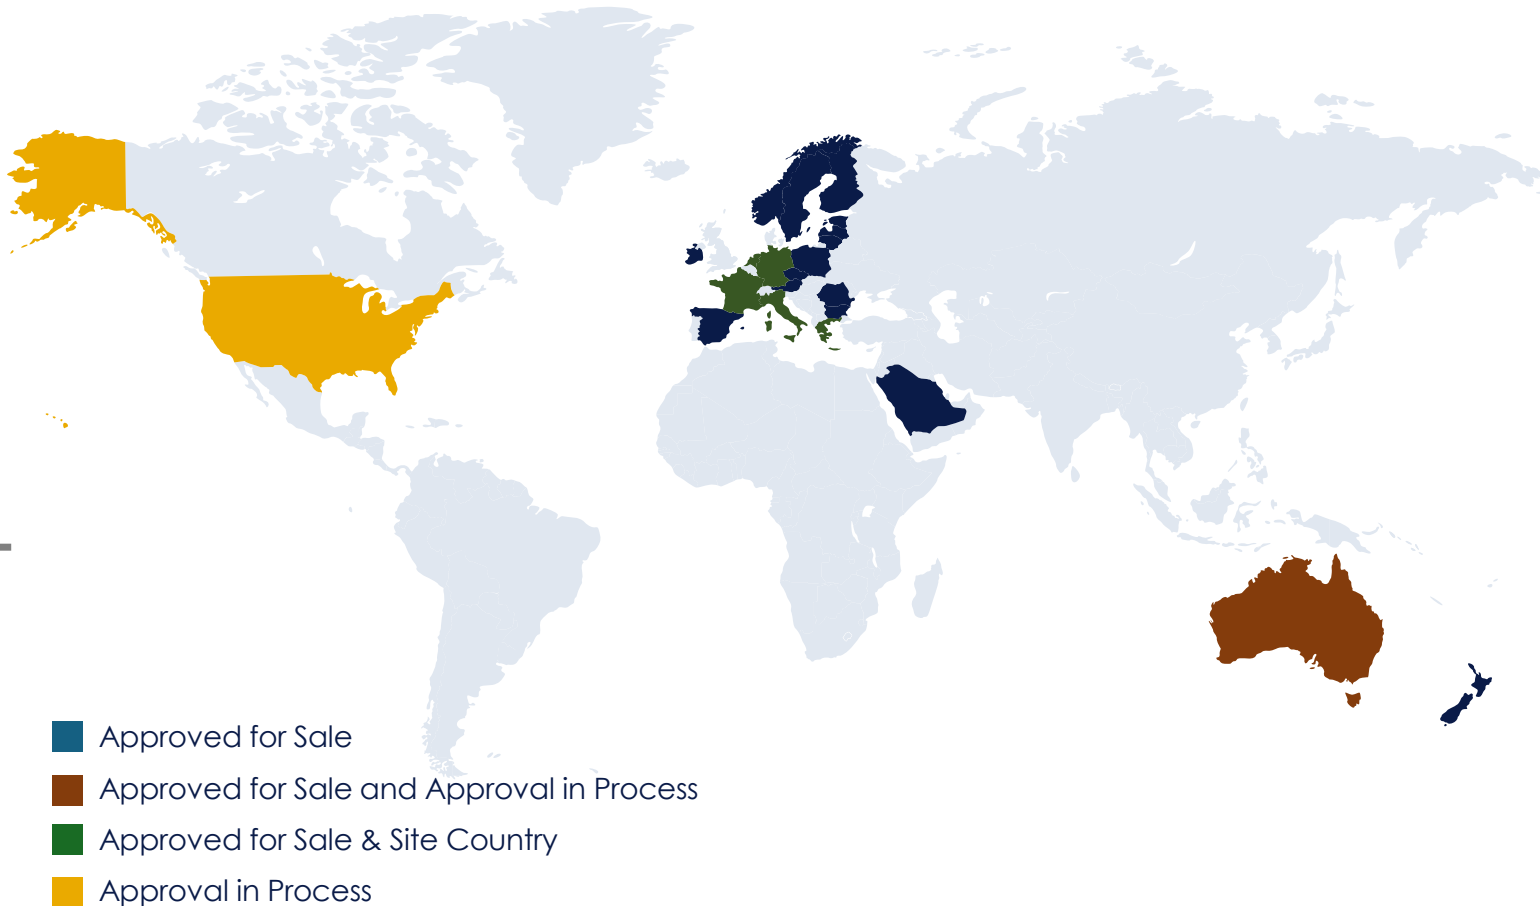 Approved for Sale
Approved for Sale and Approval in Process
Approved for Sale & Site Country
Approval in Process